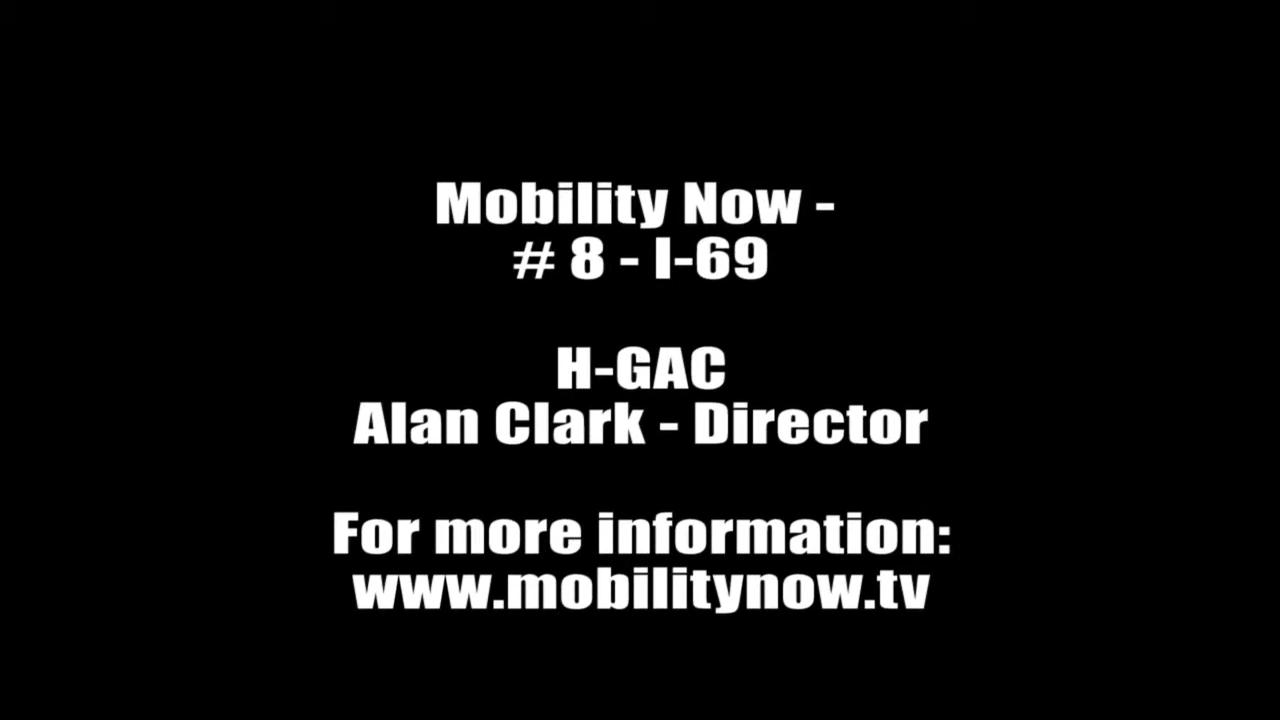 Mobility Now -
# 8 - I-69
H-GAC
Alan Clark - Director
For more information:
www.mobilitynow.tv